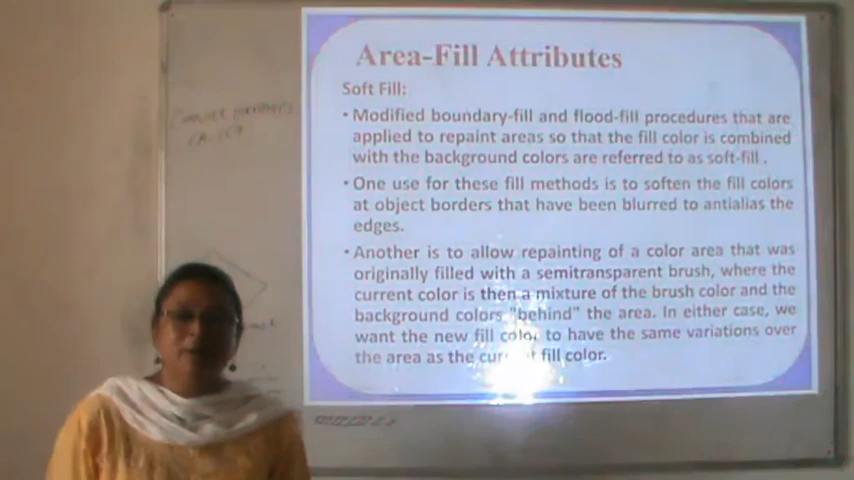 Area-Fill Attributes
Soft Fill:
• Modified boundary-fill and flood-fill procedures that are
applied to repaint areas so that the fill color is combined
with the background colors are referred to as soft-fill .
• One use for these fill methods is to soften the fill colors
at object borders that have been blurred to antialias the
edges.
• Another is to allow repainting of a color area that was
originally filled with a semitransparent brush, where the
current color is then a mixture of the brush color and the
background colors "behind" the area. In either case, we
want the new fill color to have the same variations over
the area as the current fill color.